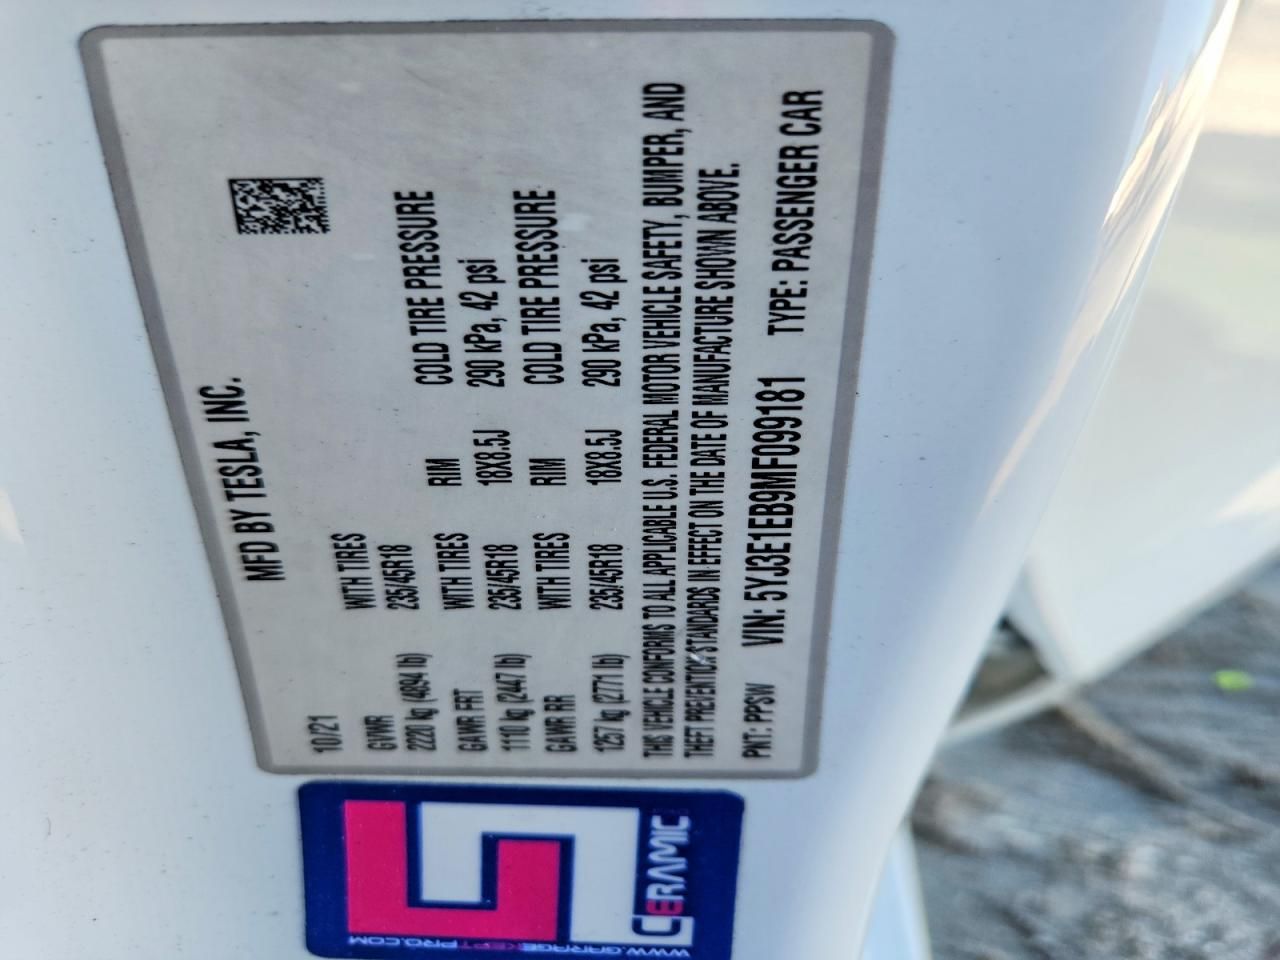 MFD BY TESLA, INC.
10/21
GVWR WITH TIRES
2220 kg (4894 lb) 235/45R18 COLD TIRE PRESSURE
GAWR FRT WITH TIRES RIM 290 kPa, 42 psi
1110 kg (2447 lb) 235/45R18 18X8.5J COLD TIRE PRESSURE
GAWR RR WITH TIRES RIM 290 kPa, 42 psi
1257 kg (2771 lb) 235/45R18 18X8.5J
THIS VEHICLE CONFORMS TO ALL APPLICABLE U.S. FEDERAL MOTOR VEHICLE SAFETY, BUMPER, AND
THEFT PREVENTION STANDARDS IN EFFECT ON THE DATE OF MANUFACTURE SHOWN ABOVE.
PNT: PPSW VIN: 5YJ3E1EB9MF099181 TYPE: PASSENGER CAR
CERAMIC
WWW.GARAGEKEPTPRO.COM